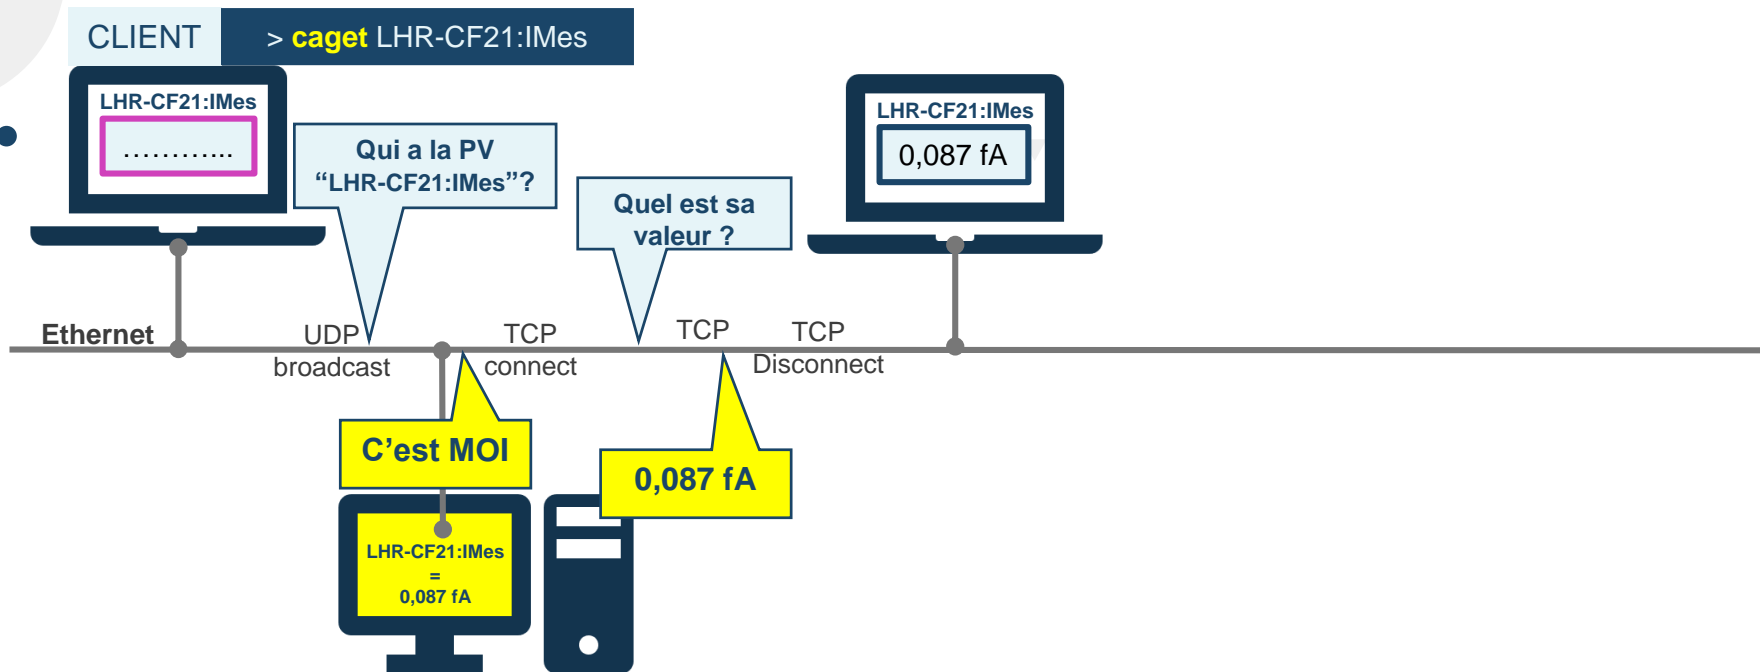 CLIENT
> caget LHR-CF21:IMes
LHR-CF21:IMes
…………...
Qui a la PV
“LHR-CF21:IMes”?
Quel est sa
valeur ?
LHR-CF21:IMes
0,087 fA
Ethernet
UDP
broadcast
TCP
connect
TCP
TCP
Disconnect
C’est MOI
0,087 fA
LHR-CF21:IMes
=
0,087 fA